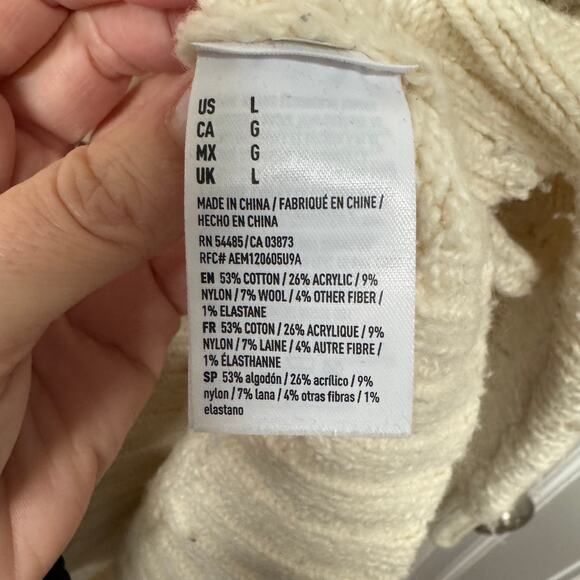 US L
CA G
MX G
UK L
MADE IN CHINA / FABRIQUÉ EN CHINE /
HECHO EN CHINA
RN 54485/CA 03873
RFC# AEM120605U9A
EN 53% COTTON / 26% ACRYLIC / 9%
NYLON / 7% WOOL / 4% OTHER FIBER /
1% ELASTANE
FR 53% COTON / 26% ACRYLIQUE / 9%
NYLON / 7% LAINE / 4% AUTRE FIBRE /
1% ÉLASTHANNE
SP 53% algodón / 26% acrílico / 9%
nylon / 7% lana / 4% otras fibras / 1%
elastano